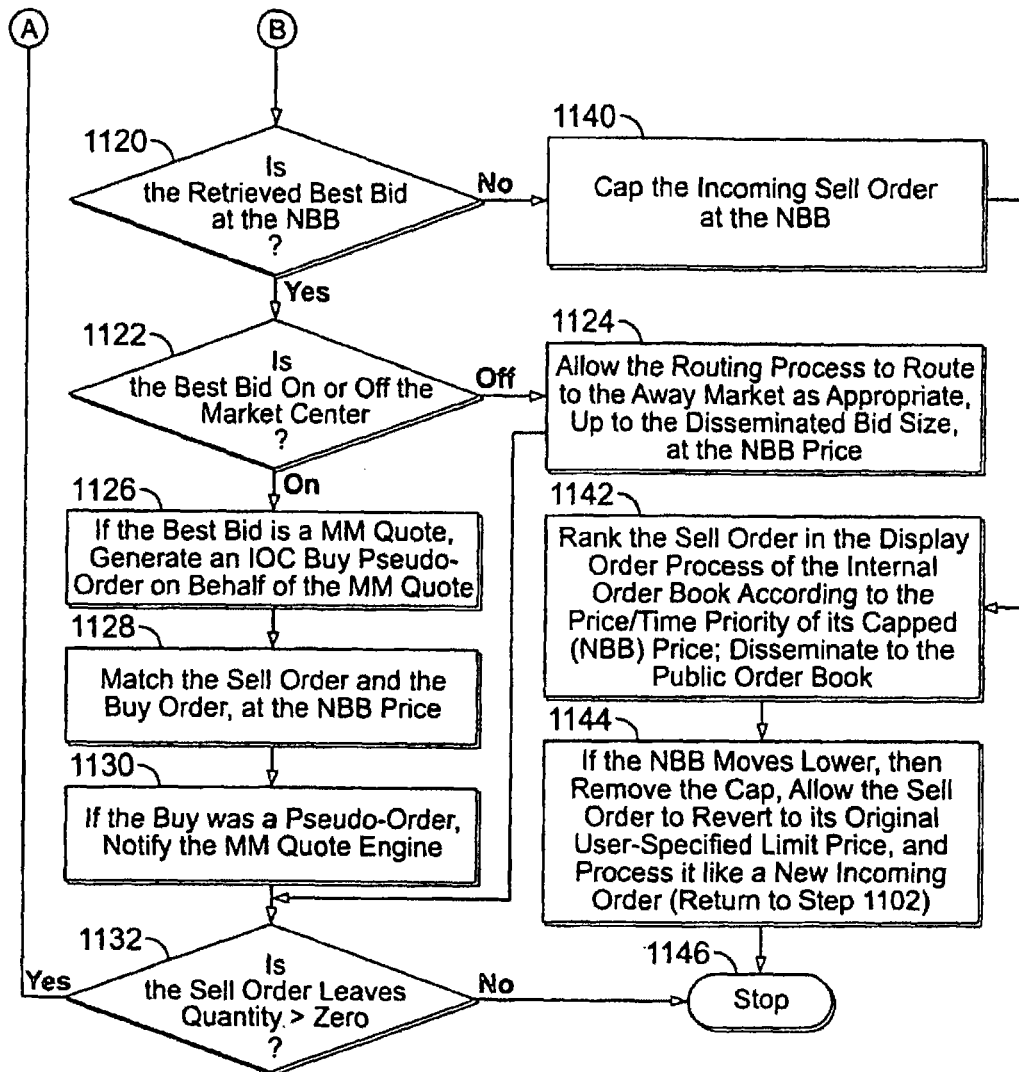 A
B
1120
Is
the Retrieved Best Bid
at the NBB
?
No
Yes
1140
Cap the Incoming Sell Order
at the NBB
1122
Is
the Best Bid On or Off the
Market Center
?
Off
On
1124
Allow the Routing Process to Route
to the Away Market as Appropriate,
Up to the Disseminated Bid Size,
at the NBB Price
1126
If the Best Bid is a MM Quote,
Generate an IOC Buy Pseudo-
Order on Behalf of the MM Quote
1128
Match the Sell Order and the
Buy Order, at the NBB Price
1130
If the Buy was a Pseudo-Order,
Notify the MM Quote Engine
1142
Rank the Sell Order in the Display
Order Process of the Internal
Order Book According to the
Price/Time Priority of its Capped
(NBB) Price; Disseminate to the
Public Order Book
1144
If the NBB Moves Lower, then
Remove the Cap, Allow the Sell
Order to Revert to its Original
User-Specified Limit Price, and
Process it like a New Incoming
Order (Return to Step 1102)
1132
Is
the Sell Order Leaves
Quantity > Zero
?
Yes
No
1146
Stop